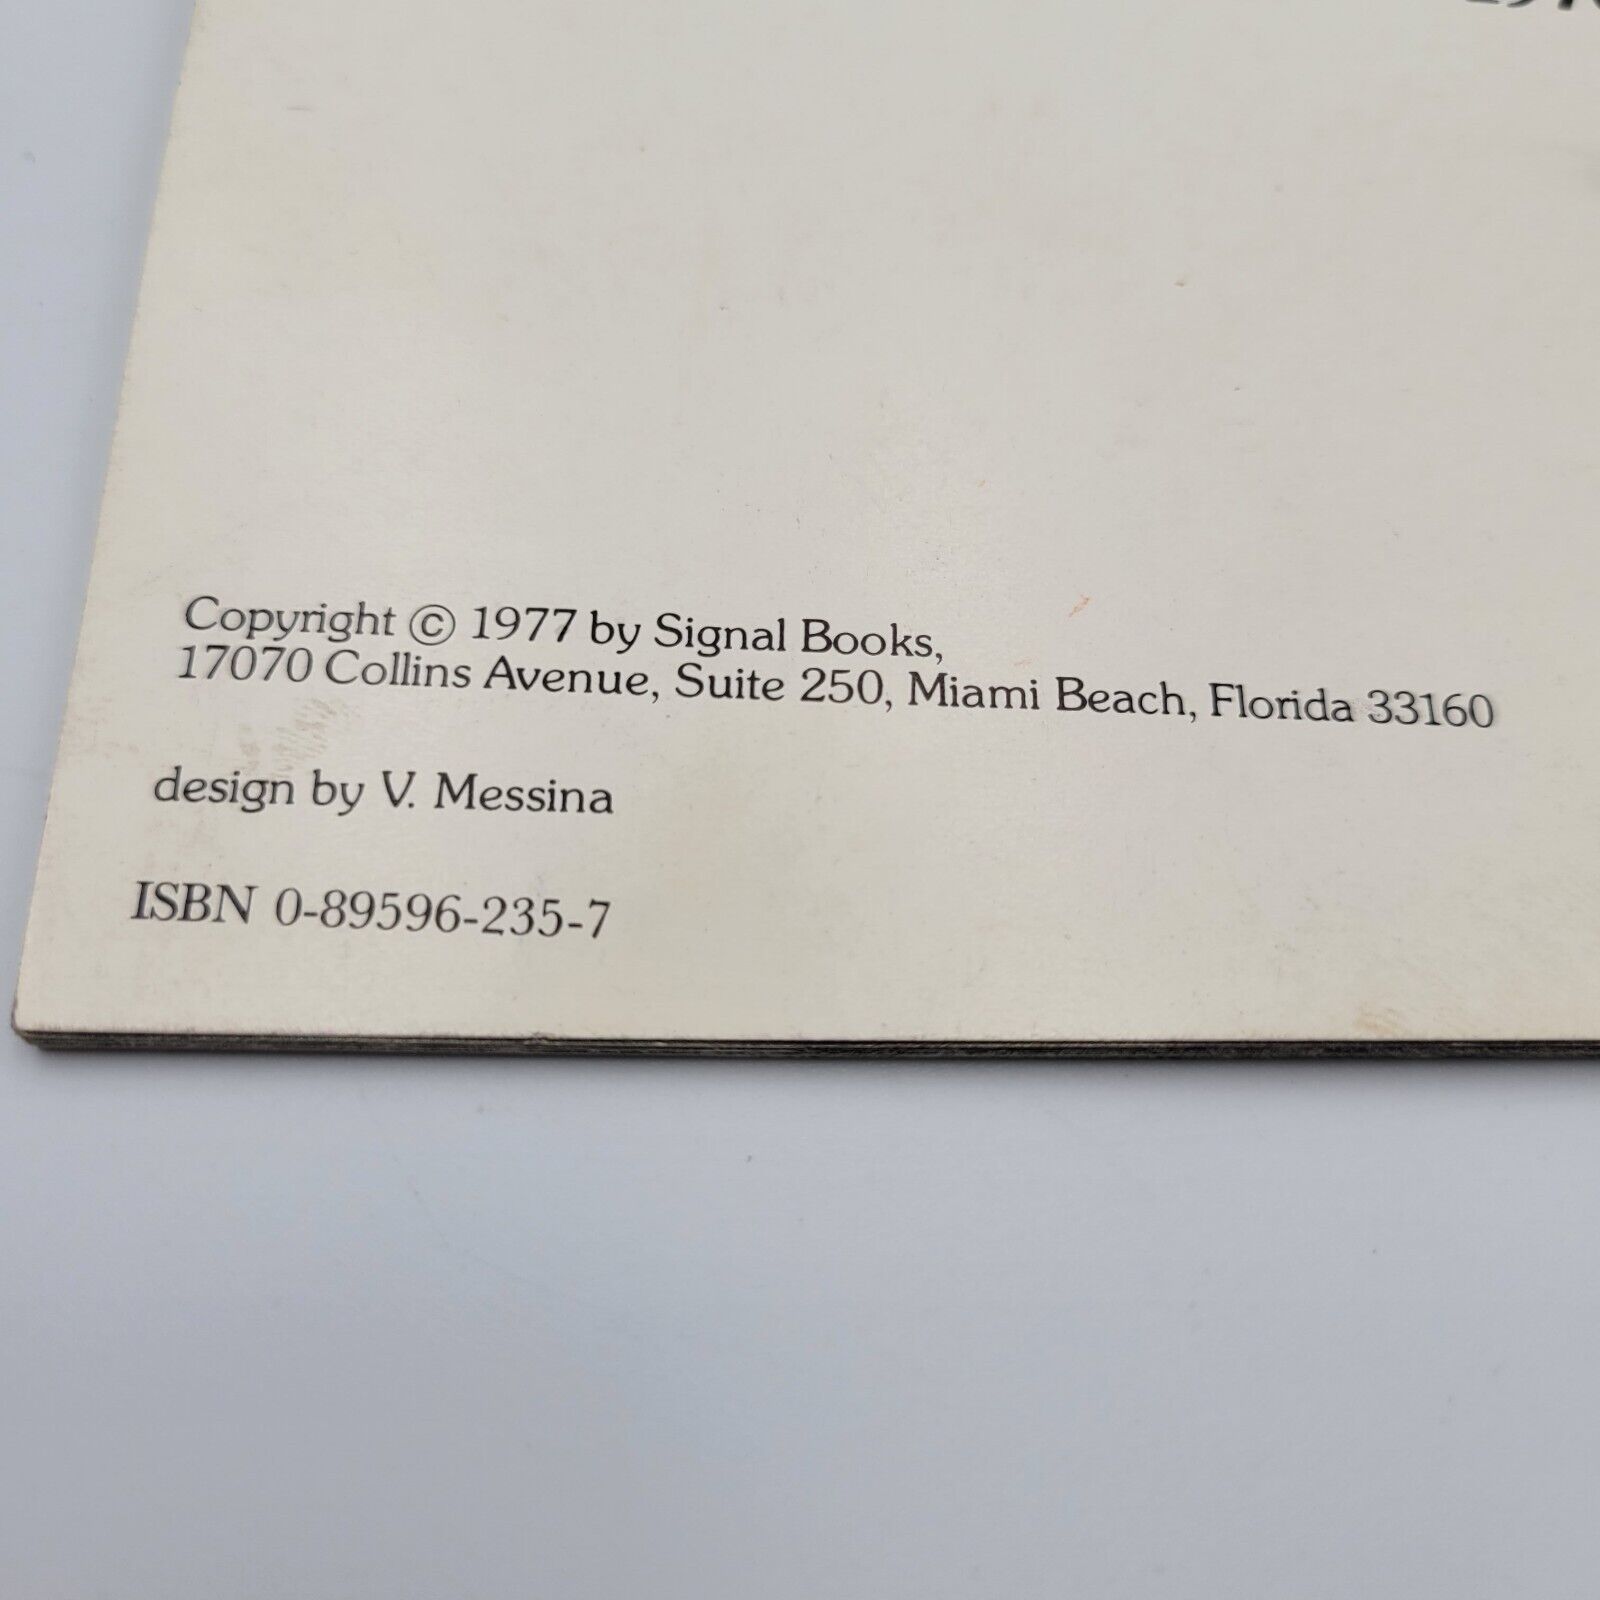 Copyright © 1977 by Signal Books,
17070 Collins Avenue, Suite 250, Miami Beach, Florida 33160
design by V. Messina
ISBN 0-89596-235-7